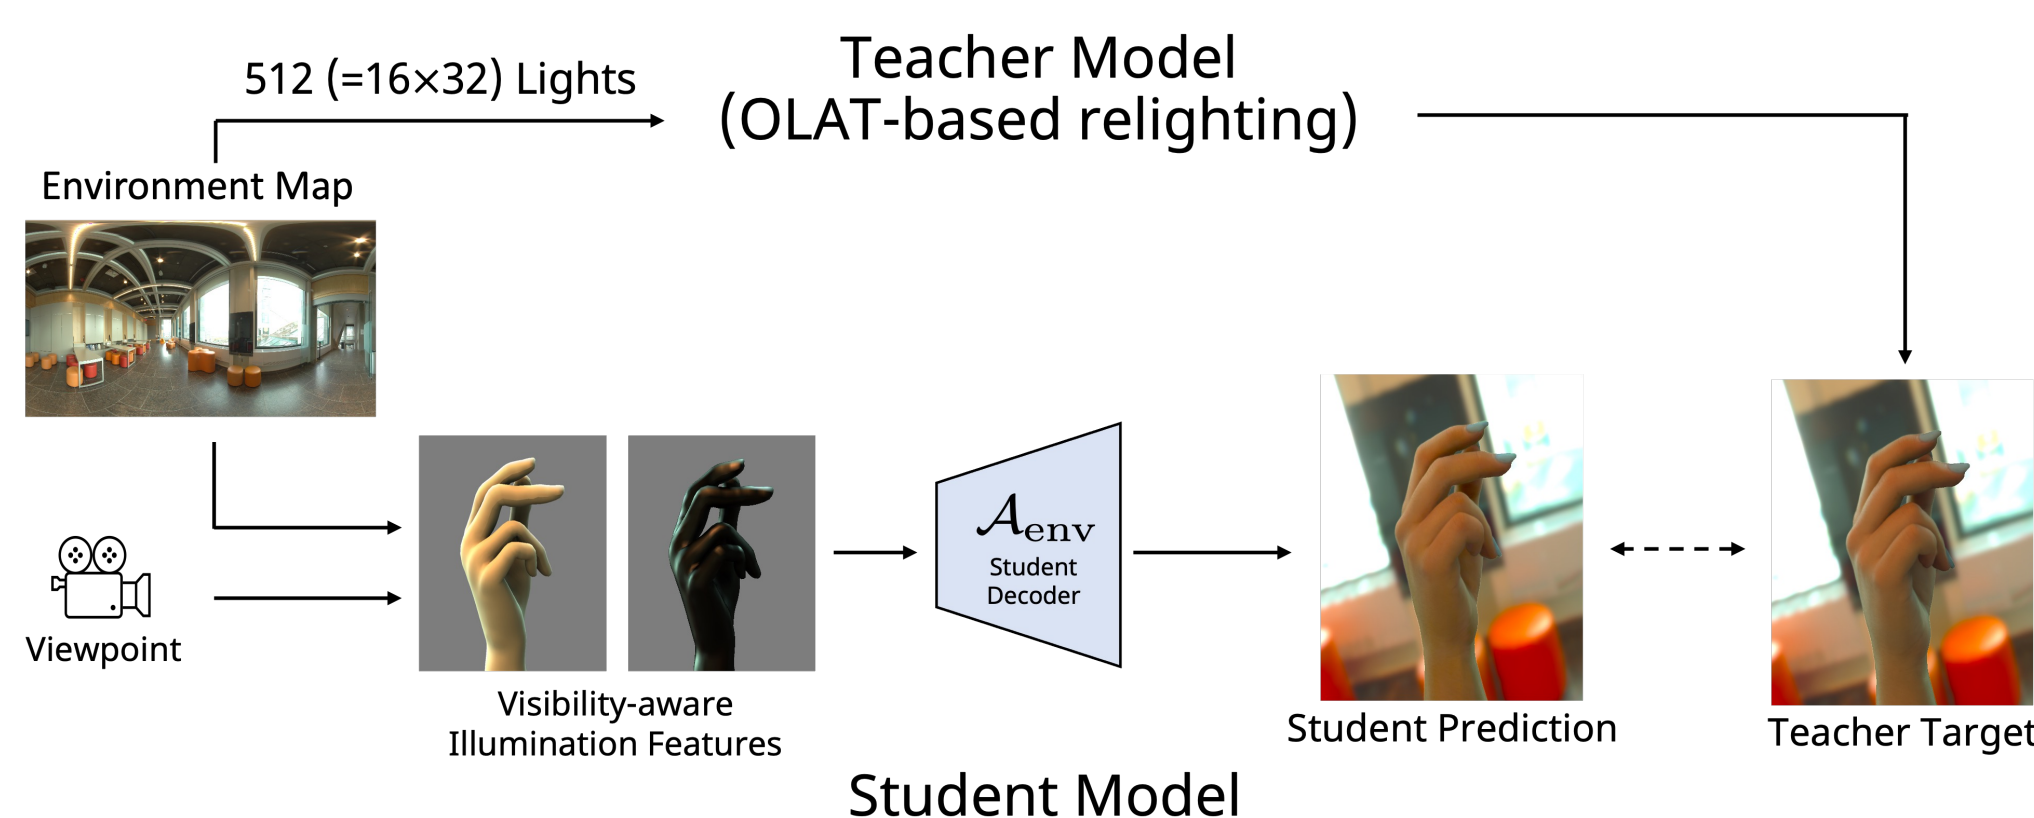 Teacher Model
(OLAT-based relighting)
512 (=16×32) Lights
Environment Map
Viewpoint
Visibility-aware
Illumination Features
𝒜env
Student
Decoder
Student Prediction
Teacher Target
Student Model